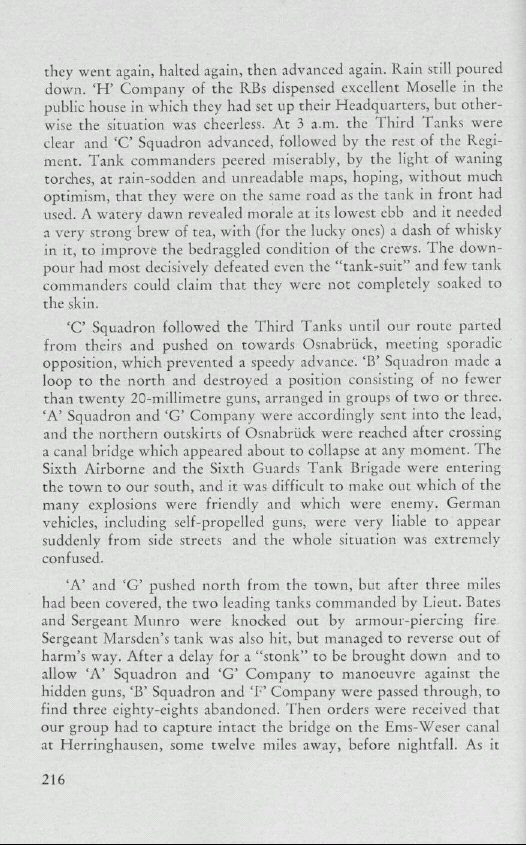 they went again, halted again, then advanced again. Rain still poured
down. ‘H’ Company of the RBs dispensed excellent Moselle in the
public house in which they had set up their Headquarters, but other-
wise the situation was cheerless. At 3 a.m. the Third Tanks were
clear and ‘C’ Squadron advanced, followed by the rest of the Regi-
ment. Tank commanders peered miserably, by the light of waning
torches, at rain-sodden and unreadable maps, hoping, without much
optimism, that they were on the same road as the tank in front had
used. A watery dawn revealed morale at its lowest ebb and it needed
a very strong brew of tea, with (for the lucky ones) a dash of whisky
in it, to improve the bedraggled condition of the crews. The down-
pour had most decisively defeated even the “tank-suit” and few tank
commanders could claim that they were not completely soaked to
the skin.
‘C’ Squadron followed the Third Tanks until our route parted
from theirs and pushed on towards Osnabrück, meeting sporadic
opposition, which prevented a speedy advance. ‘B’ Squadron made a
loop to the north and destroyed a position consisting of no fewer
than twenty 20-millimetre guns, arranged in groups of two or three.
‘A’ Squadron and ‘G’ Company were accordingly sent into the lead,
and the northern outskirts of Osnabrück were reached after crossing
a canal bridge which appeared about to collapse at any moment. The
Sixth Airborne and the Sixth Guards Tank Brigade were entering
the town to our south, and it was difficult to make out which of the
many explosions were friendly and which were enemy. German
vehicles, including self-propelled guns, were very liable to appear
suddenly from side streets and the whole situation was extremely
confused.
‘A’ and ‘G’ pushed north from the town, but after three miles
had been covered, the two leading tanks commanded by Lieut. Bates
and Sergeant Munro were knocked out by armour-piercing fire.
Sergeant Marsden’s tank was also hit, but managed to reverse out of
harm’s way. After a delay for a “stonk” to be brought down and to
allow ‘A’ Squadron and ‘G’ Company to manoeuvre against the
hidden guns, ‘B’ Squadron and ‘F’ Company were passed through, to
find three eighty-eights abandoned. Then orders were received that
our group had to capture intact the bridge on the Ems-Weser canal
at Herringhausen, some twelve miles away, before nightfall. As it
216